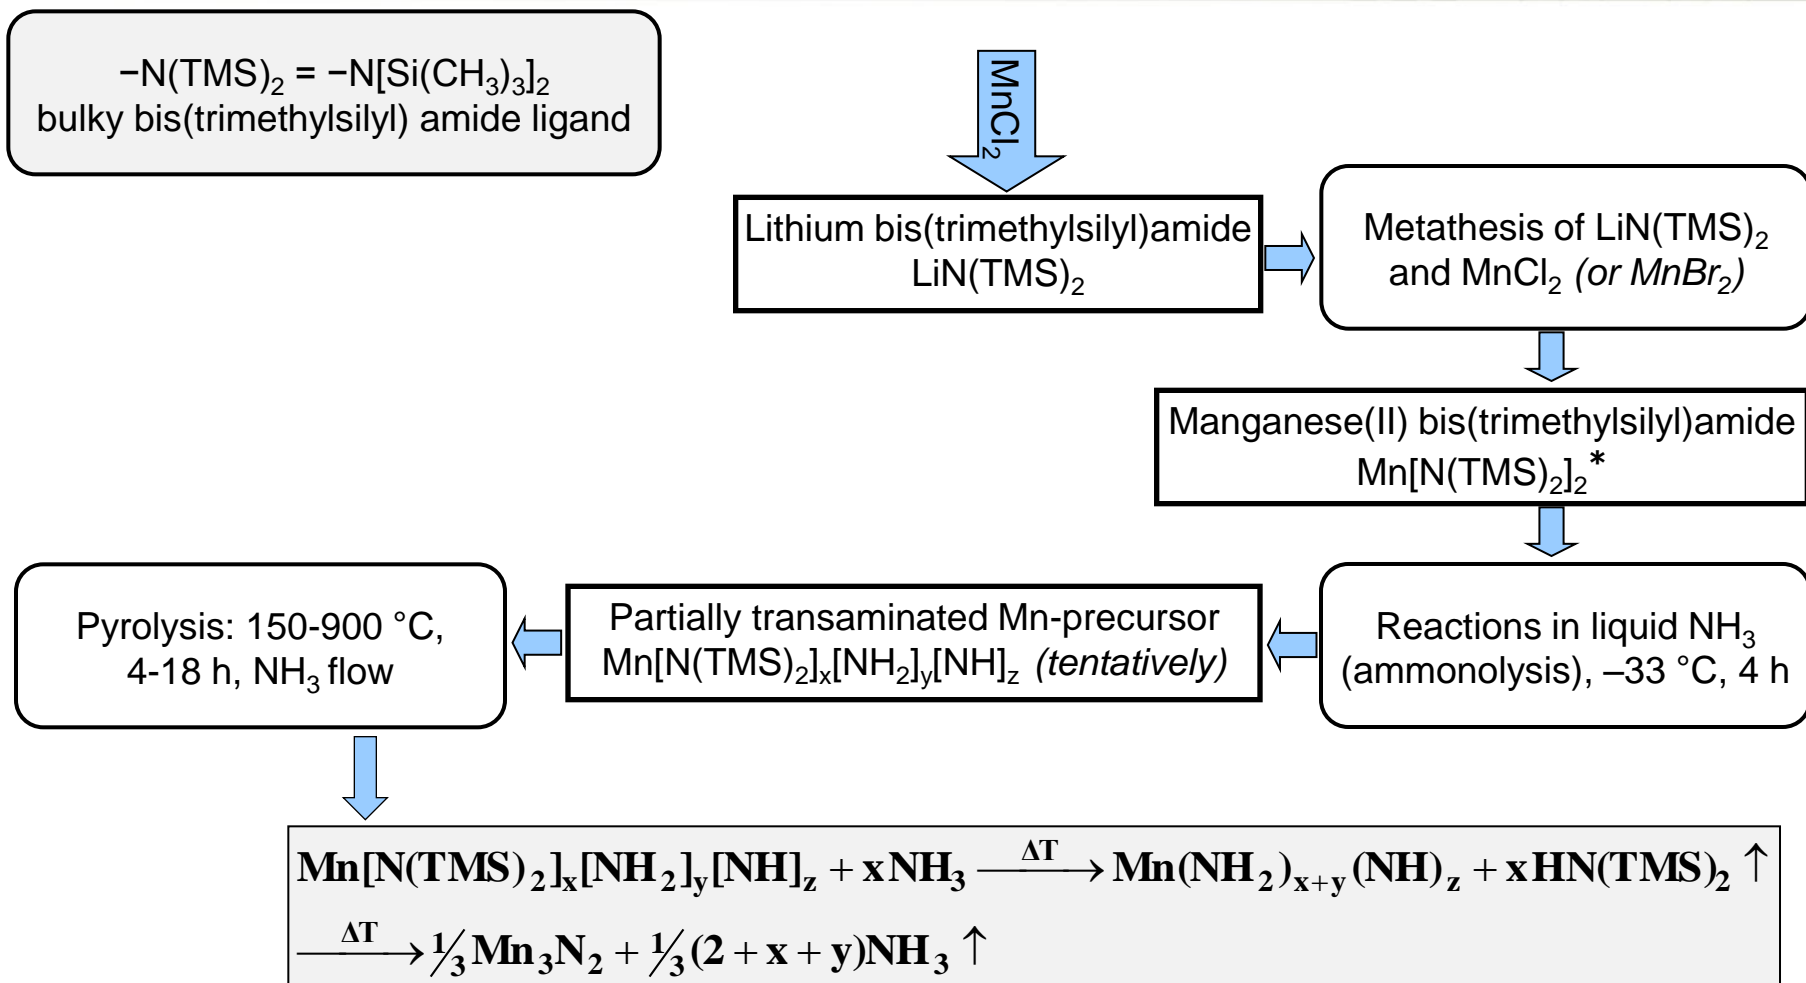 −N(TMS)₂ = −N[Si(CH₃)₃]₂
bulky bis(trimethylsilyl) amide ligand
MnCl₂
Lithium bis(trimethylsilyl)amide
LiN(TMS)₂
Metathesis of LiN(TMS)₂
and MnCl₂ (or MnBr₂)
Manganese(II) bis(trimethylsilyl)amide
Mn[N(TMS)₂]₂*
Reactions in liquid NH₃
(ammonolysis), –33 °C, 4 h
Partially transaminated Mn-precursor
Mn[N(TMS)₂]ₓ[NH₂]y[NH]z (tentatively)
Pyrolysis: 150-900 °C,
4-18 h, NH₃ flow
Mn[N(TMS)₂]ₓ[NH₂]y[NH]z + xNH₃ —ΔT→ Mn(NH₂)x+y(NH)z + xHN(TMS)₂ ↑
—ΔT→ ⅓Mn₃N₂ + ⅓(2 + x + y)NH₃ ↑